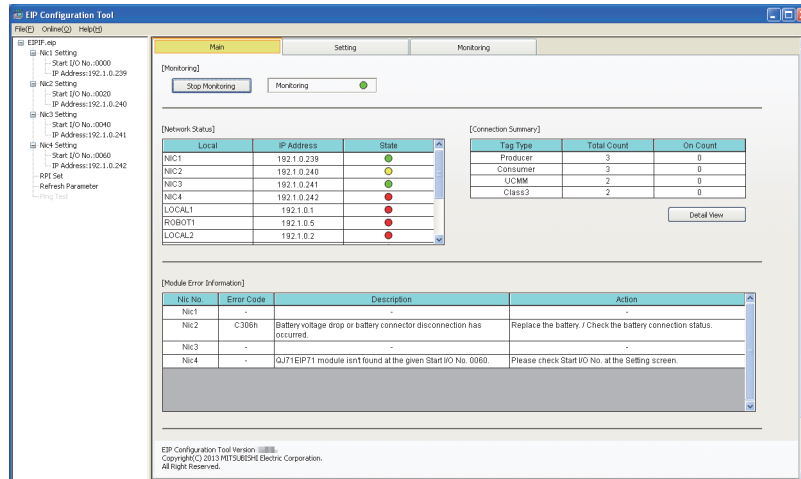 EIP Configuration Tool
File(F) Online(O) Help(H)
EIPIF.eip
Nic1 Setting
Start I/O No.:0000
IP Address:192.1.0.239
Nic2 Setting
Start I/O No.:0020
IP Address:192.1.0.240
Nic3 Setting
Start I/O No.:0040
IP Address:192.1.0.241
Nic4 Setting
Start I/O No.:0060
IP Address:192.1.0.242
RPI Set
Refresh Parameter
Ping Test
Main Setting Monitoring
[Monitoring]
Stop Monitoring Monitoring
[Network Status]
Local IP Address State
NIC1 192.1.0.239
NIC2 192.1.0.240
NIC3 192.1.0.241
NIC4 192.1.0.242
LOCAL1 192.1.0.1
ROBOT1 192.1.0.5
LOCAL2 192.1.0.2
[Connection Summary]
Tag Type Total Count On Count
Producer 3 0
Consumer 3 0
UCMM 2 0
Class3 2 0
Detail View
[Module Error Information]
Nic No. Error Code Description Action
Nic1 - - -
Nic2 C306h Battery voltage drop or battery connector disconnection has occurred. Replace the battery. / Check the battery connection status.
Nic3 - - -
Nic4 - QJ71EIP71 module isn't found at the given Start I/O No. 0060. Please check Start I/O No. at the Setting screen.
EIP Configuration Tool Version
Copyright(C) 2013 MITSUBISHI Electric Corporation.
All Right Reserved.